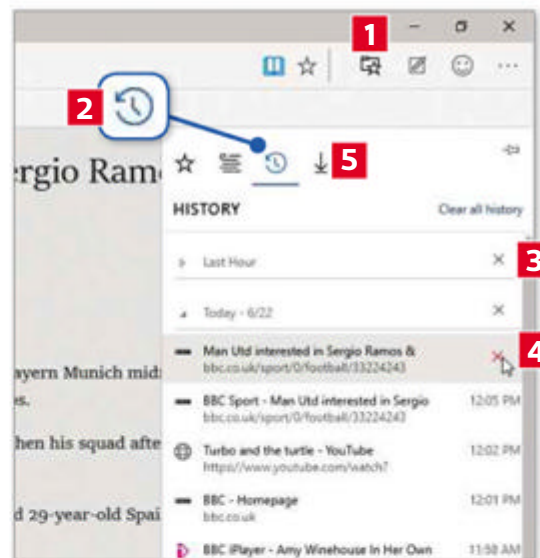 1
2
5
rgio Ram
HISTORY
Clear all history
Last Hour
3
Today - 6/22
Man Utd interested in Sergio Ramos &
bbc.co.uk/sport/0/football/33224243
4
ayern Munich mid
BBC Sport - Man Utd interested in Sergio
12:05 PM
bbc.co.uk/sport/0/football/33224243
s.
hen his squad afte
Turbo and the turtle - YouTube
12:02 PM
https://www.youtube.com/watch?
BBC - Homepage
12:01 PM
bbc.co.uk
d 29-year-old Spai
BBC iPlayer - Amy Winehouse In Her Own
11:58 AM